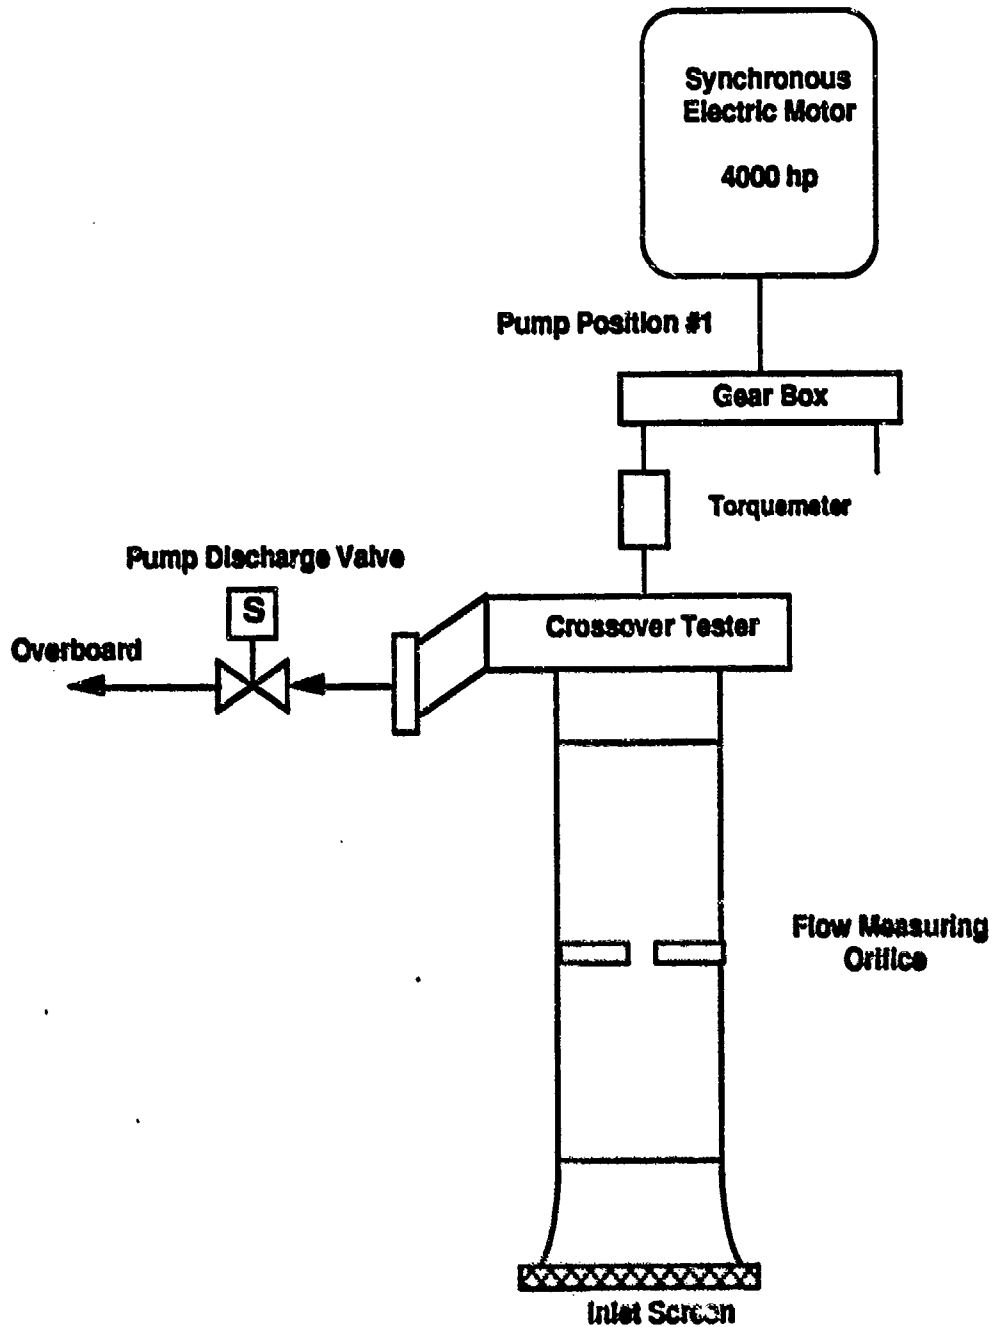 Synchronous
Electric Motor
4000 hp
Pump Position #1
Gear Box
Torquemeter
Pump Discharge Valve
S
Crossover Tester
Overboard
Flow Measuring
Orifice
Inlet Screen